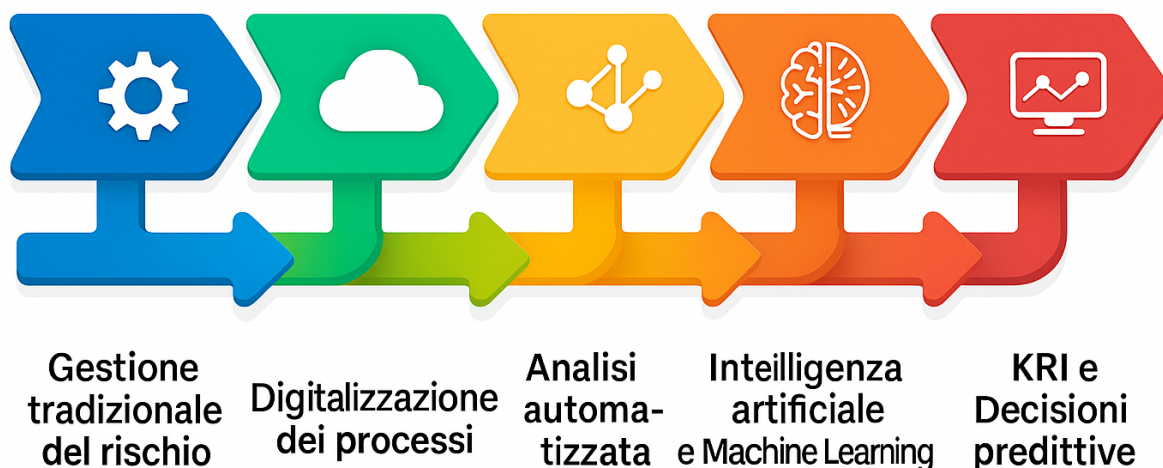 Gestione
tradizionale
del rischio
Digitalizzazione
dei processi
Analisi
automa-
tizzata
Inteilligenza
artificiale
e Machine Learning
KRI e
Decisioni
predittive